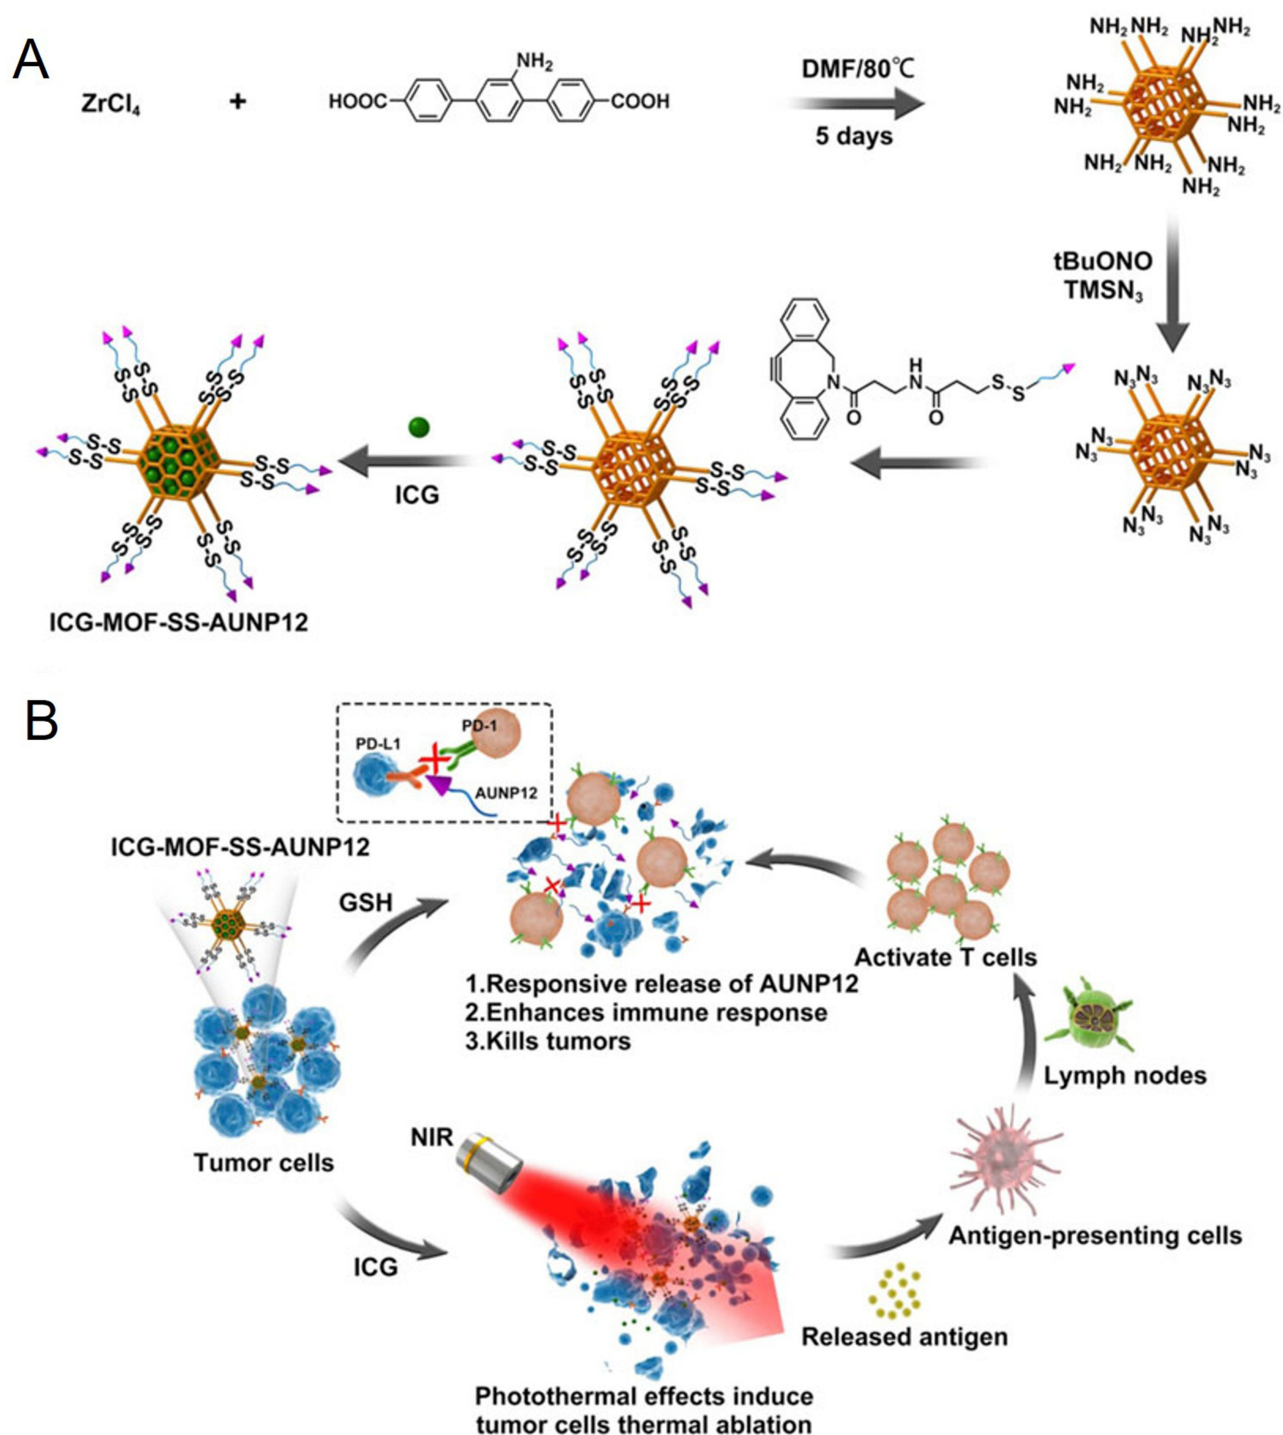 A
ZrCl4 + HOOC NH2 COOH
DMF/80℃
5 days
NH2 NH2 NH2 NH2
NH2 NH2
NH2 NH2
NH2 NH2 NH2
NH2
tBuONO
TMSN3
N3 N3 N3 N3
N3 N3
N3 N3
N3 N3 N3 N3
N O H N O S S
S-S S-S S-S S-S
S-S S-S
S-S S-S
S-S S-S S-S S-S
ICG
S-S S-S S-S S-S
S-S S-S
S-S S-S
S-S S-S S-S S-S
ICG-MOF-SS-AUNP12
B
PD-1
PD-L1
AUNP12
ICG-MOF-SS-AUNP12
GSH
1.Responsive release of AUNP12
2.Enhances immune response
3.Kills tumors
Activate T cells
Lymph nodes
Tumor cells
NIR
ICG
Antigen-presenting cells
Released antigen
Photothermal effects induce
tumor cells thermal ablation